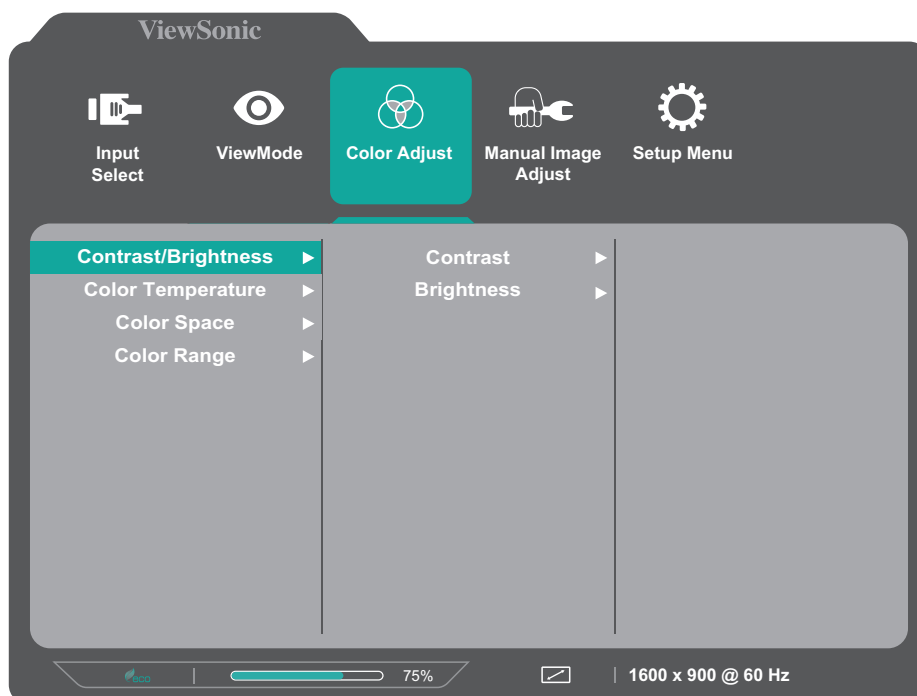 ViewSonic
Input
Select
ViewMode
Color Adjust
Manual Image
Adjust
Setup Menu
Contrast/Brightness
Color Temperature
Color Space
Color Range
Contrast
Brightness
eco
75%
1600 x 900 @ 60 Hz